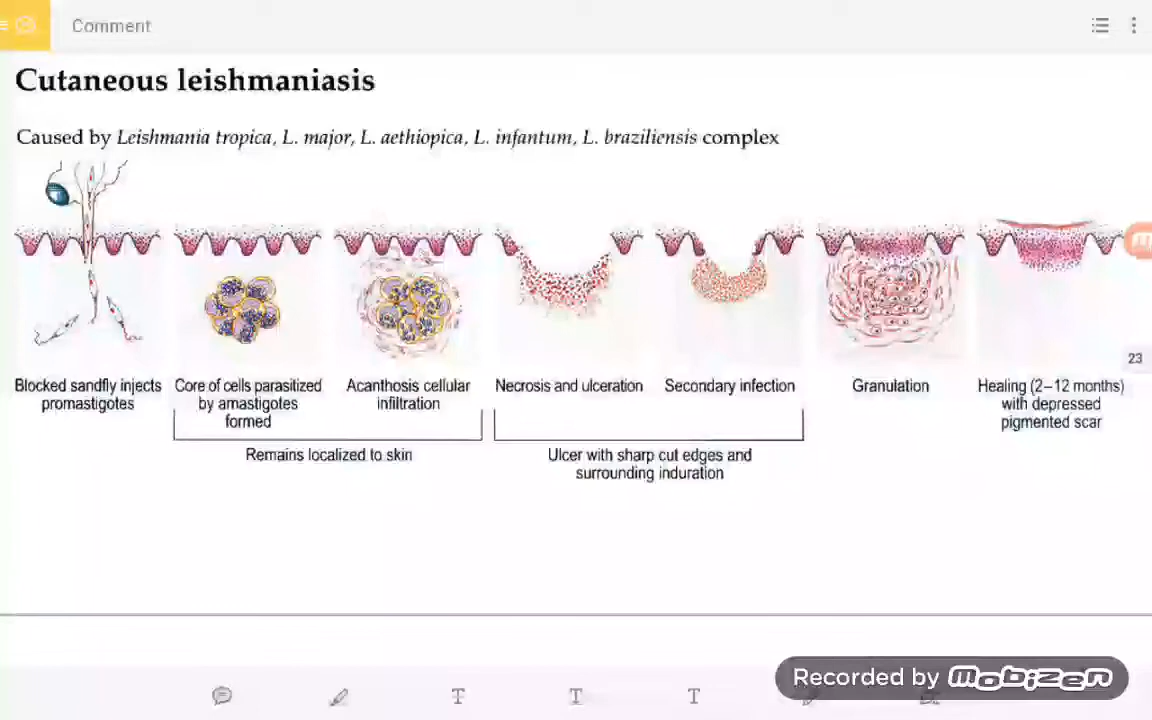 Comment
Cutaneous leishmaniasis
Caused by Leishmania tropica, L. major, L. aethiopica, L. infantum, L. braziliensis complex
23
Blocked sandfly injects
promastigotes
Core of cells parasitized
by amastigotes
formed
Acanthosis cellular
infiltration
Necrosis and ulceration
Secondary infection
Granulation
Healing (2–12 months)
with depressed
pigmented scar
Remains localized to skin
Ulcer with sharp cut edges and
surrounding induration
Recorded by mobizen